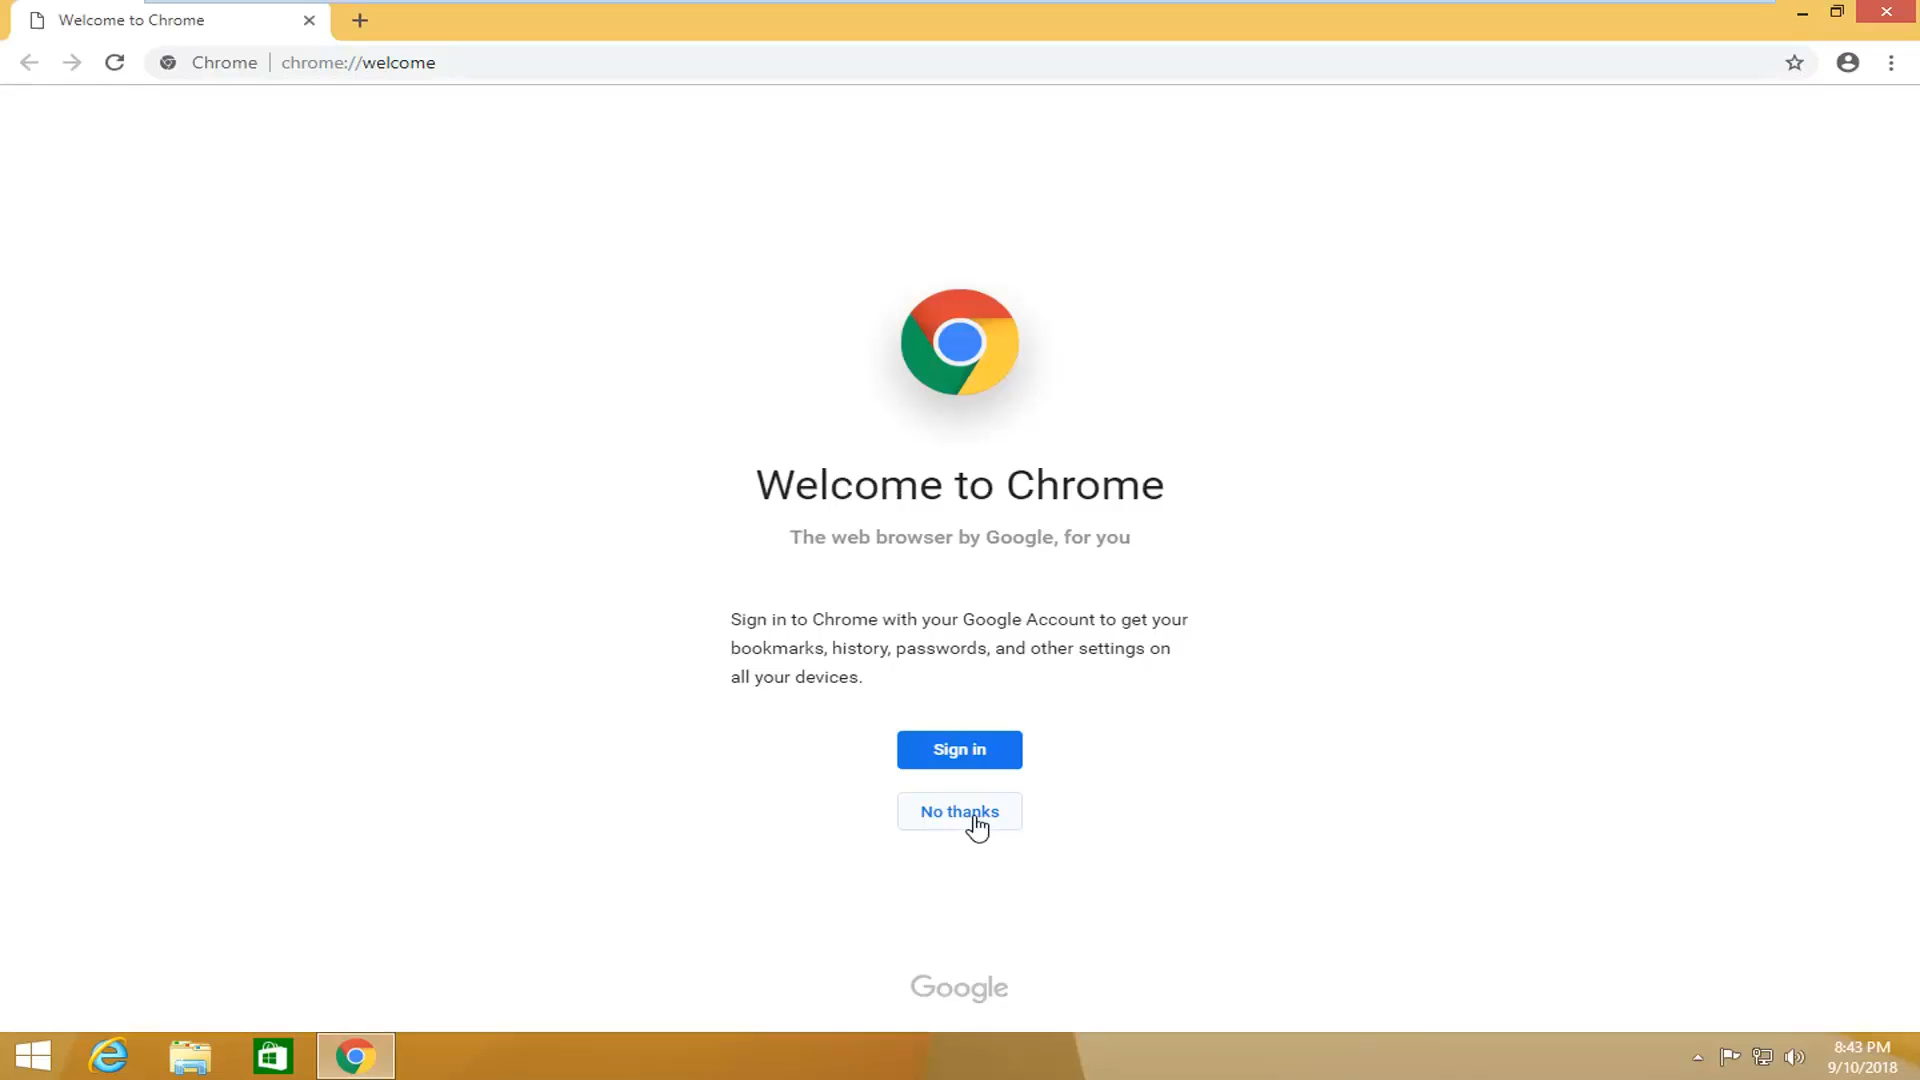 Welcome to Chrome
Chrome | chrome://welcome
Welcome to Chrome
The web browser by Google, for you
Sign in to Chrome with your Google Account to get your
bookmarks, history, passwords, and other settings on
all your devices.
Sign in
No thanks
Google
8:43 PM
9/10/2018